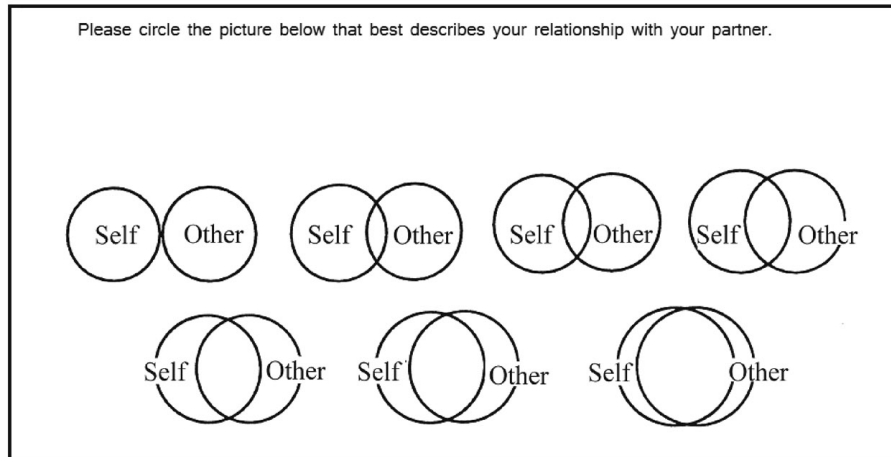 Please circle the picture below that best describes your relationship with your partner.
Self Other Self Other Self Other Self Other
Self Other Self Other Self Other